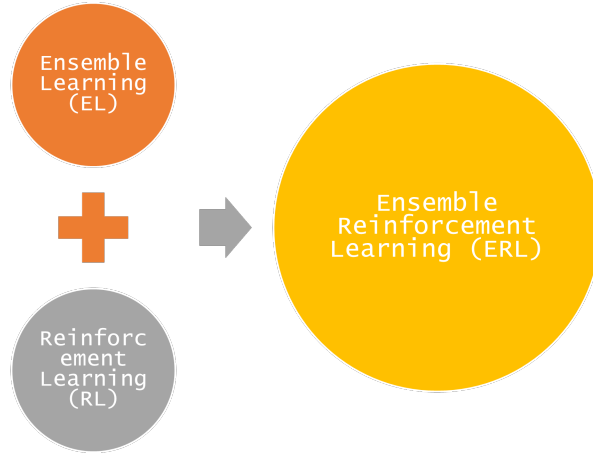 Ensemble
Learning
(EL)
Reinforc
ement
Learning
(RL)
Ensemble
Reinforcement
Learning (ERL)